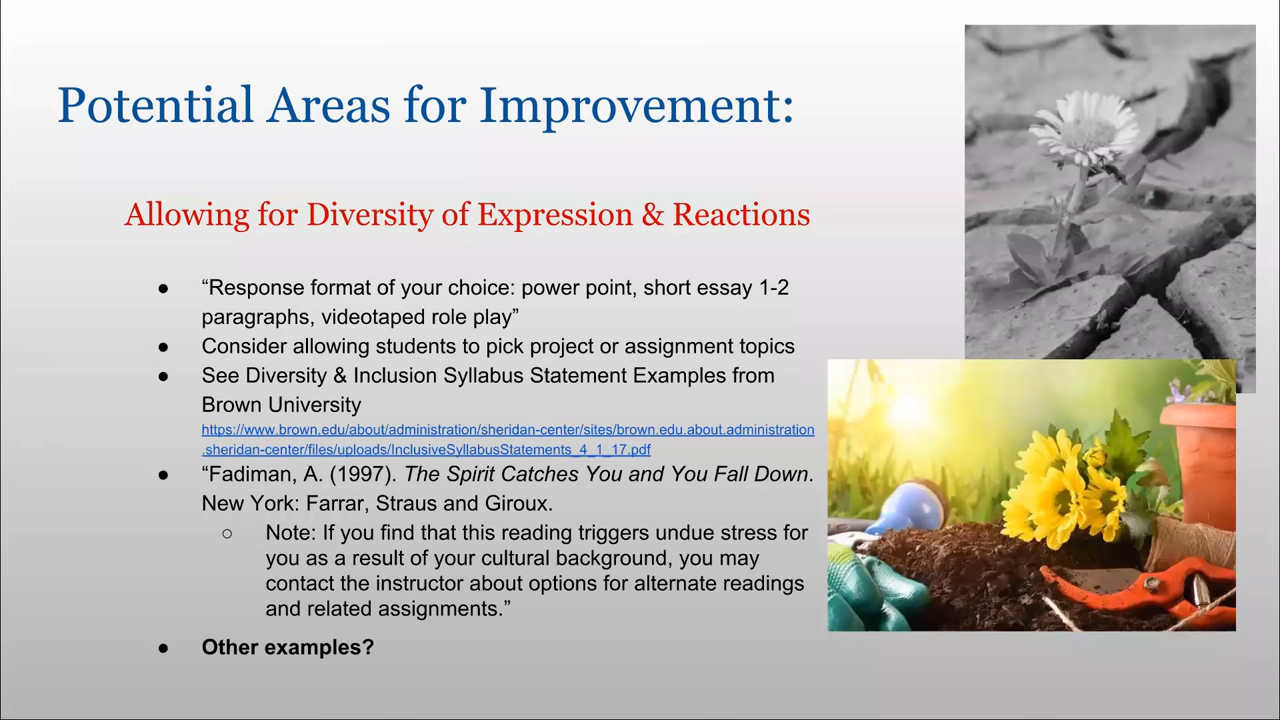 Potential Areas for Improvement:
Allowing for Diversity of Expression & Reactions
● “Response format of your choice: power point, short essay 1-2
paragraphs, videotaped role play”
● Consider allowing students to pick project or assignment topics
● See Diversity & Inclusion Syllabus Statement Examples from
Brown University
https://www.brown.edu/about/administration/sheridan-center/sites/brown.edu.about.administration
.sheridan-center/files/uploads/InclusiveSyllabusStatements_4_1_17.pdf
● “Fadiman, A. (1997). The Spirit Catches You and You Fall Down.
New York: Farrar, Straus and Giroux.
○ Note: If you find that this reading triggers undue stress for
you as a result of your cultural background, you may
contact the instructor about options for alternate readings
and related assignments.”
● Other examples?